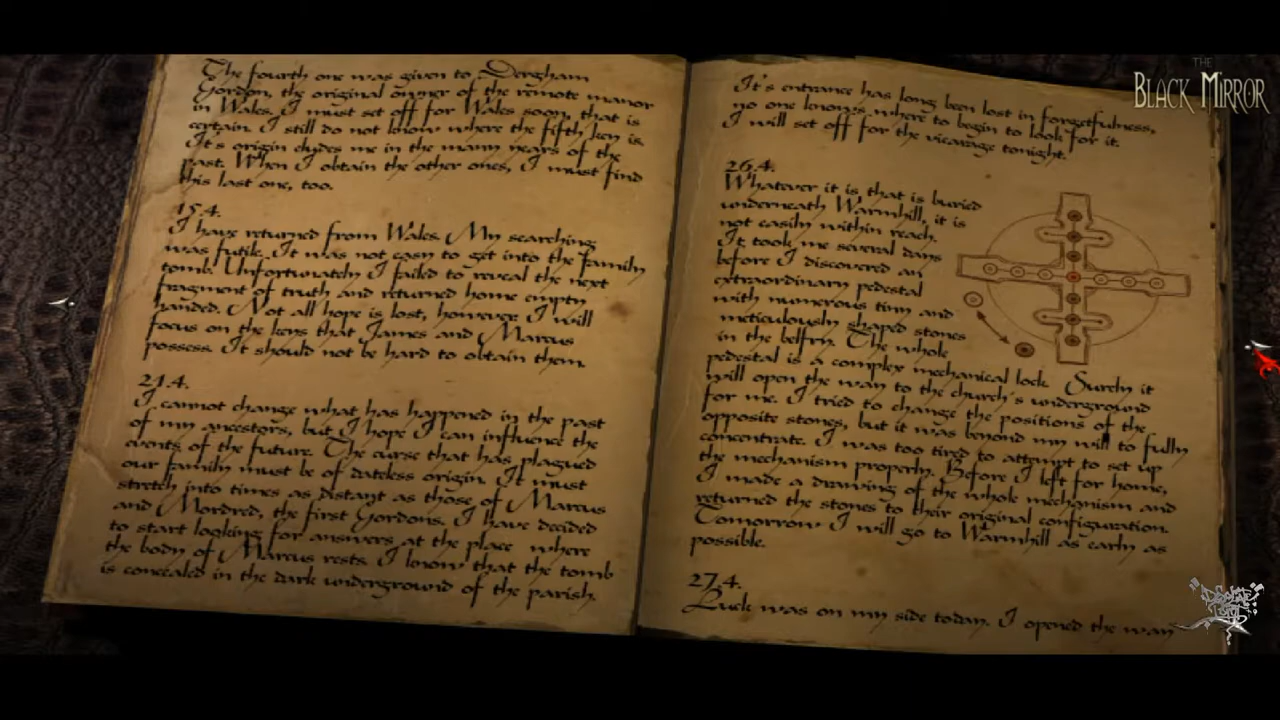 The fourth one was given to Dergham
Gordon, the original owner of the remote manor
in Wales. I must set off for Wales soon, that is
certain. I still do not know where the fifth key is.
It's origin eludes me in the many years of the
past. When I obtain the other ones, I must find
this last one, too.
15.4.
I have returned from Wales. My searching
was futile. It was not easy to get into the family
tomb. Unfortunately I failed to reveal the next
fragment of truth and returned home empty
handed. Not all hope is lost, however. I will
focus on the keys that James and Marcus
possess. It should not be hard to obtain them.
21.4.
I cannot change what has happened in the past
of my ancestors, but I hope I can influence the
events of the future. The curse that has plagued
our family must be of dateless origin. It must
stretch into times as distant as those of Marcus
and Mordred, the first Gordons. I have decided
to start looking for answers at the place where
the body of Marcus rests. I know that the tomb
is concealed in the dark underground of the parish.
It's entrance has long been lost in forgetfulness,
no one knows where to begin to look for it.
I will set off for the vicarage tonight.
26.4.
Whatever it is that is buried
underneath Warmhill, it is
not easily within reach.
It took me several days
before I discovered an
extraordinary pedestal
with numerous tiny and
meticulously shaped stones
in the belfry. The whole
pedestal is a complex mechanical lock. Surely it
will open the way to the church's underground
for me. I tried to change the positions of the
opposite stones, but it was beyond my will to fully
concentrate. I was too tired to attempt to set up
the mechanism properly. Before I left for home,
I made a drawing of the whole mechanism and
returned the stones to their original configuration.
Tomorrow I will go to Warmhill as early as
possible.
27.4.
Luck was on my side today. I opened the way
THE
BLACK MIRROR